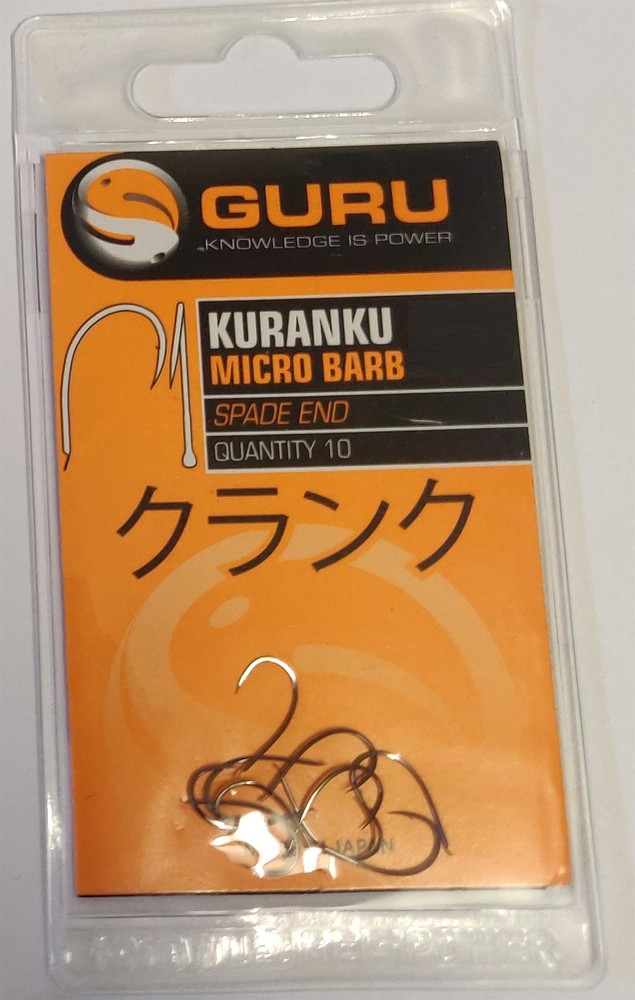 GURU
KNOWLEDGE IS POWER
KURANKU
MICRO BARB
SPADE END
QUANTITY 10
クランク
JAPAN